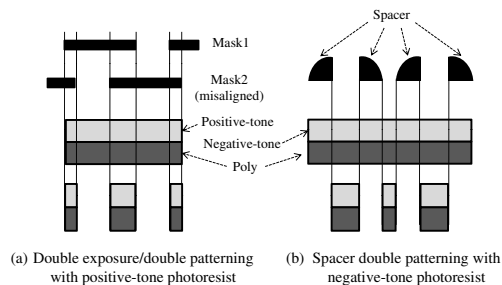 Spacer
Mask1
Mask2
(misaligned)
Positive-tone
Negative-tone
Poly
(a) Double exposure/double patterning
with positive-tone photoresist
(b) Spacer double patterning with
negative-tone photoresist